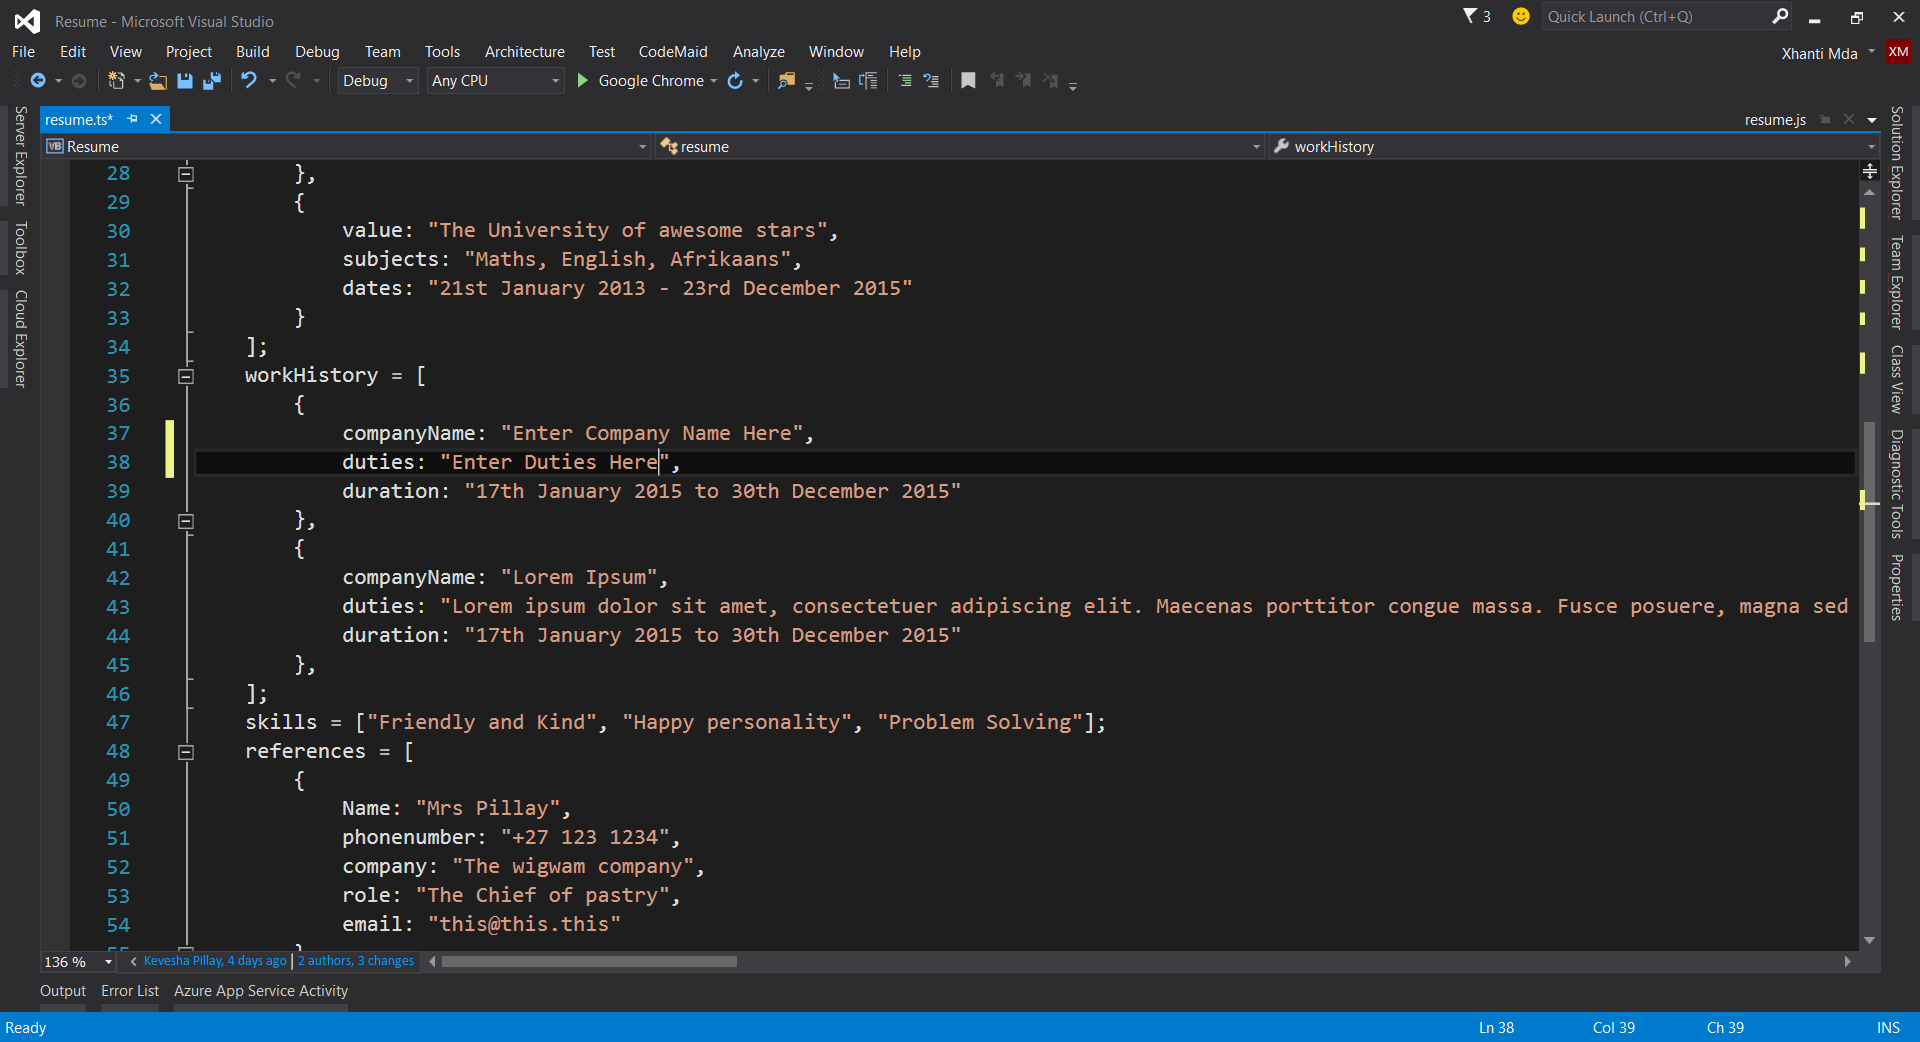 Resume - Microsoft Visual Studio
3
Quick Launch (Ctrl+Q)
File Edit View Project Build Debug Team Tools Architecture Test CodeMaid Analyze Window Help
Xhanti Mda XM
Debug Any CPU Google Chrome
resume.ts*
resume.js
Resume resume workHistory
Server Explorer
Toolbox
Cloud Explorer
28 },
29 {
30 value: "The University of awesome stars",
31 subjects: "Maths, English, Afrikaans",
32 dates: "21st January 2013 - 23rd December 2015"
33 }
34 ];
35 workHistory = [
36 {
37 companyName: "Enter Company Name Here",
38 duties: "Enter Duties Here",
39 duration: "17th January 2015 to 30th December 2015"
40 },
41 {
42 companyName: "Lorem Ipsum",
43 duties: "Lorem ipsum dolor sit amet, consectetuer adipiscing elit. Maecenas porttitor congue massa. Fusce posuere, magna sed
44 duration: "17th January 2015 to 30th December 2015"
45 },
46 ];
47 skills = ["Friendly and Kind", "Happy personality", "Problem Solving"];
48 references = [
49 {
50 Name: "Mrs Pillay",
51 phonenumber: "+27 123 1234",
52 company: "The wigwam company",
53 role: "The Chief of pastry",
54 email: "this@this.this"
55 }
Solution Explorer
Team Explorer
Class View
Diagnostic Tools
Properties
136 % Kevesha Pillay, 4 days ago | 2 authors, 3 changes
Output Error List Azure App Service Activity
Ready Ln 38 Col 39 Ch 39 INS